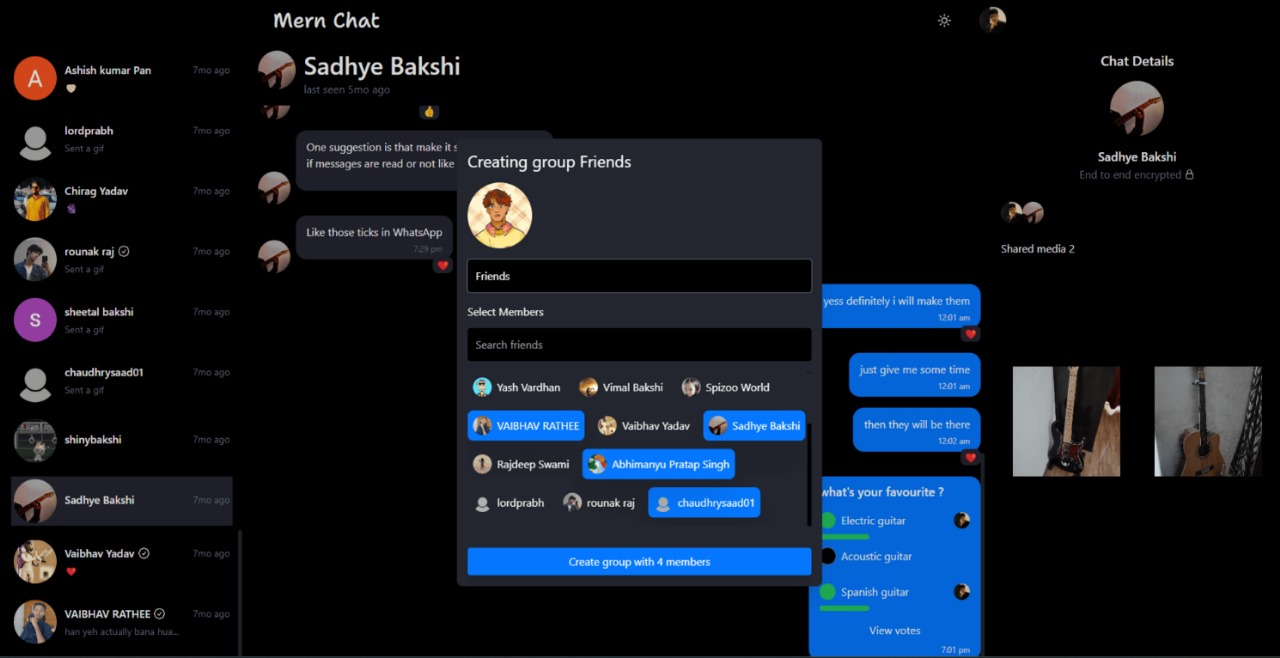 Mern Chat
A
Ashish kumar Pan
7mo ago
lordprabh
7mo ago
Sent a gif
Chirag Yadav
7mo ago
rounak raj
7mo ago
Sent a gif
S
sheetal bakshi
7mo ago
Sent a gif
chaudhrysaad01
7mo ago
Sent a gif
shinybakshi
7mo ago
Sadhye Bakshi
7mo ago
Vaibhav Yadav
7mo ago
VAIBHAV RATHEE
7mo ago
han yeh actually bana hua...
Sadhye Bakshi
last seen 5mo ago
One suggestion is that make it s
if messages are read or not like
Like those ticks in WhatsApp
7:29 pm
Creating group Friends
Friends
Select Members
Search friends
Yash Vardhan
Vimal Bakshi
Spizoo World
VAIBHAV RATHEE
Vaibhav Yadav
Sadhye Bakshi
Rajdeep Swami
Abhimanyu Pratap Singh
lordprabh
rounak raj
chaudhrysaad01
Create group with 4 members
yess definitely i will make them
12:01 am
just give me some time
12:01 am
then they will be there
12:02 am
what's your favourite ?
Electric guitar
Acoustic guitar
Spanish guitar
View votes
7:01 pm
Chat Details
Sadhye Bakshi
End to end encrypted
Shared media 2